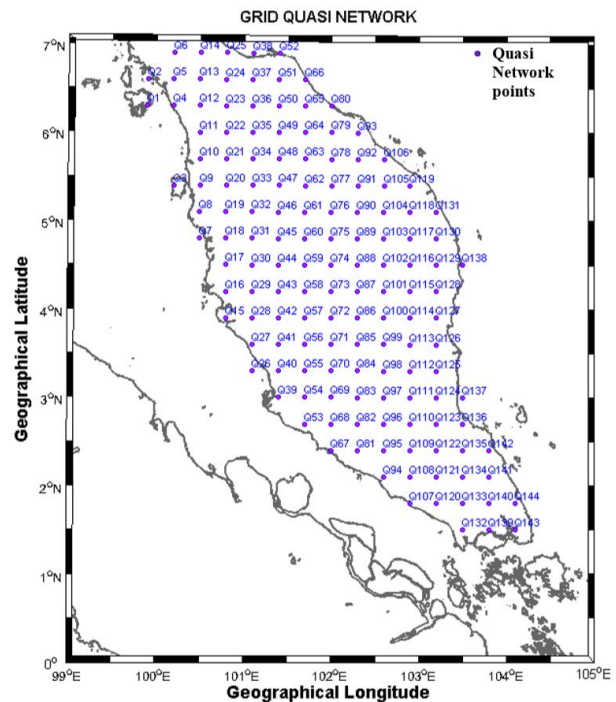 GRID QUASI NETWORK
7°N
Q6 Q14 Q25 Q38 Q52
Quasi
Network
points
Q2 Q5 Q13 Q24 Q37 Q51 Q66
Q1 Q4 Q12 Q23 Q36 Q50 Q65 Q80
6°N
Q11 Q22 Q35 Q49 Q64 Q79 Q93
Q10 Q21 Q34 Q48 Q63 Q78 Q92 Q106
Q3 Q9 Q20 Q33 Q47 Q62 Q77 Q91 Q105 Q119
Q8 Q19 Q32 Q46 Q61 Q76 Q90 Q104 Q118 Q131
5°N
Q7 Q18 Q31 Q45 Q60 Q75 Q89 Q103 Q117 Q130
Q17 Q30 Q44 Q59 Q74 Q88 Q102 Q116 Q129 Q138
Q16 Q29 Q43 Q58 Q73 Q87 Q101 Q115 Q128
4°N
Q15 Q28 Q42 Q57 Q72 Q86 Q100 Q114 Q127
Q27 Q41 Q56 Q71 Q85 Q99 Q113 Q126
Q26 Q40 Q55 Q70 Q84 Q98 Q112 Q125
3°N
Q39 Q54 Q69 Q83 Q97 Q111 Q124 Q137
Q53 Q68 Q82 Q96 Q110 Q123 Q136
Q67 Q81 Q95 Q109 Q122 Q135 Q142
2°N
Q94 Q108 Q121 Q134 Q141
Q107 Q120 Q133 Q140 Q144
Q132 Q139 Q143
1°N
0°
99°E 100°E 101°E 102°E 103°E 104°E 105°E
Geographical Latitude
Geographical Longitude